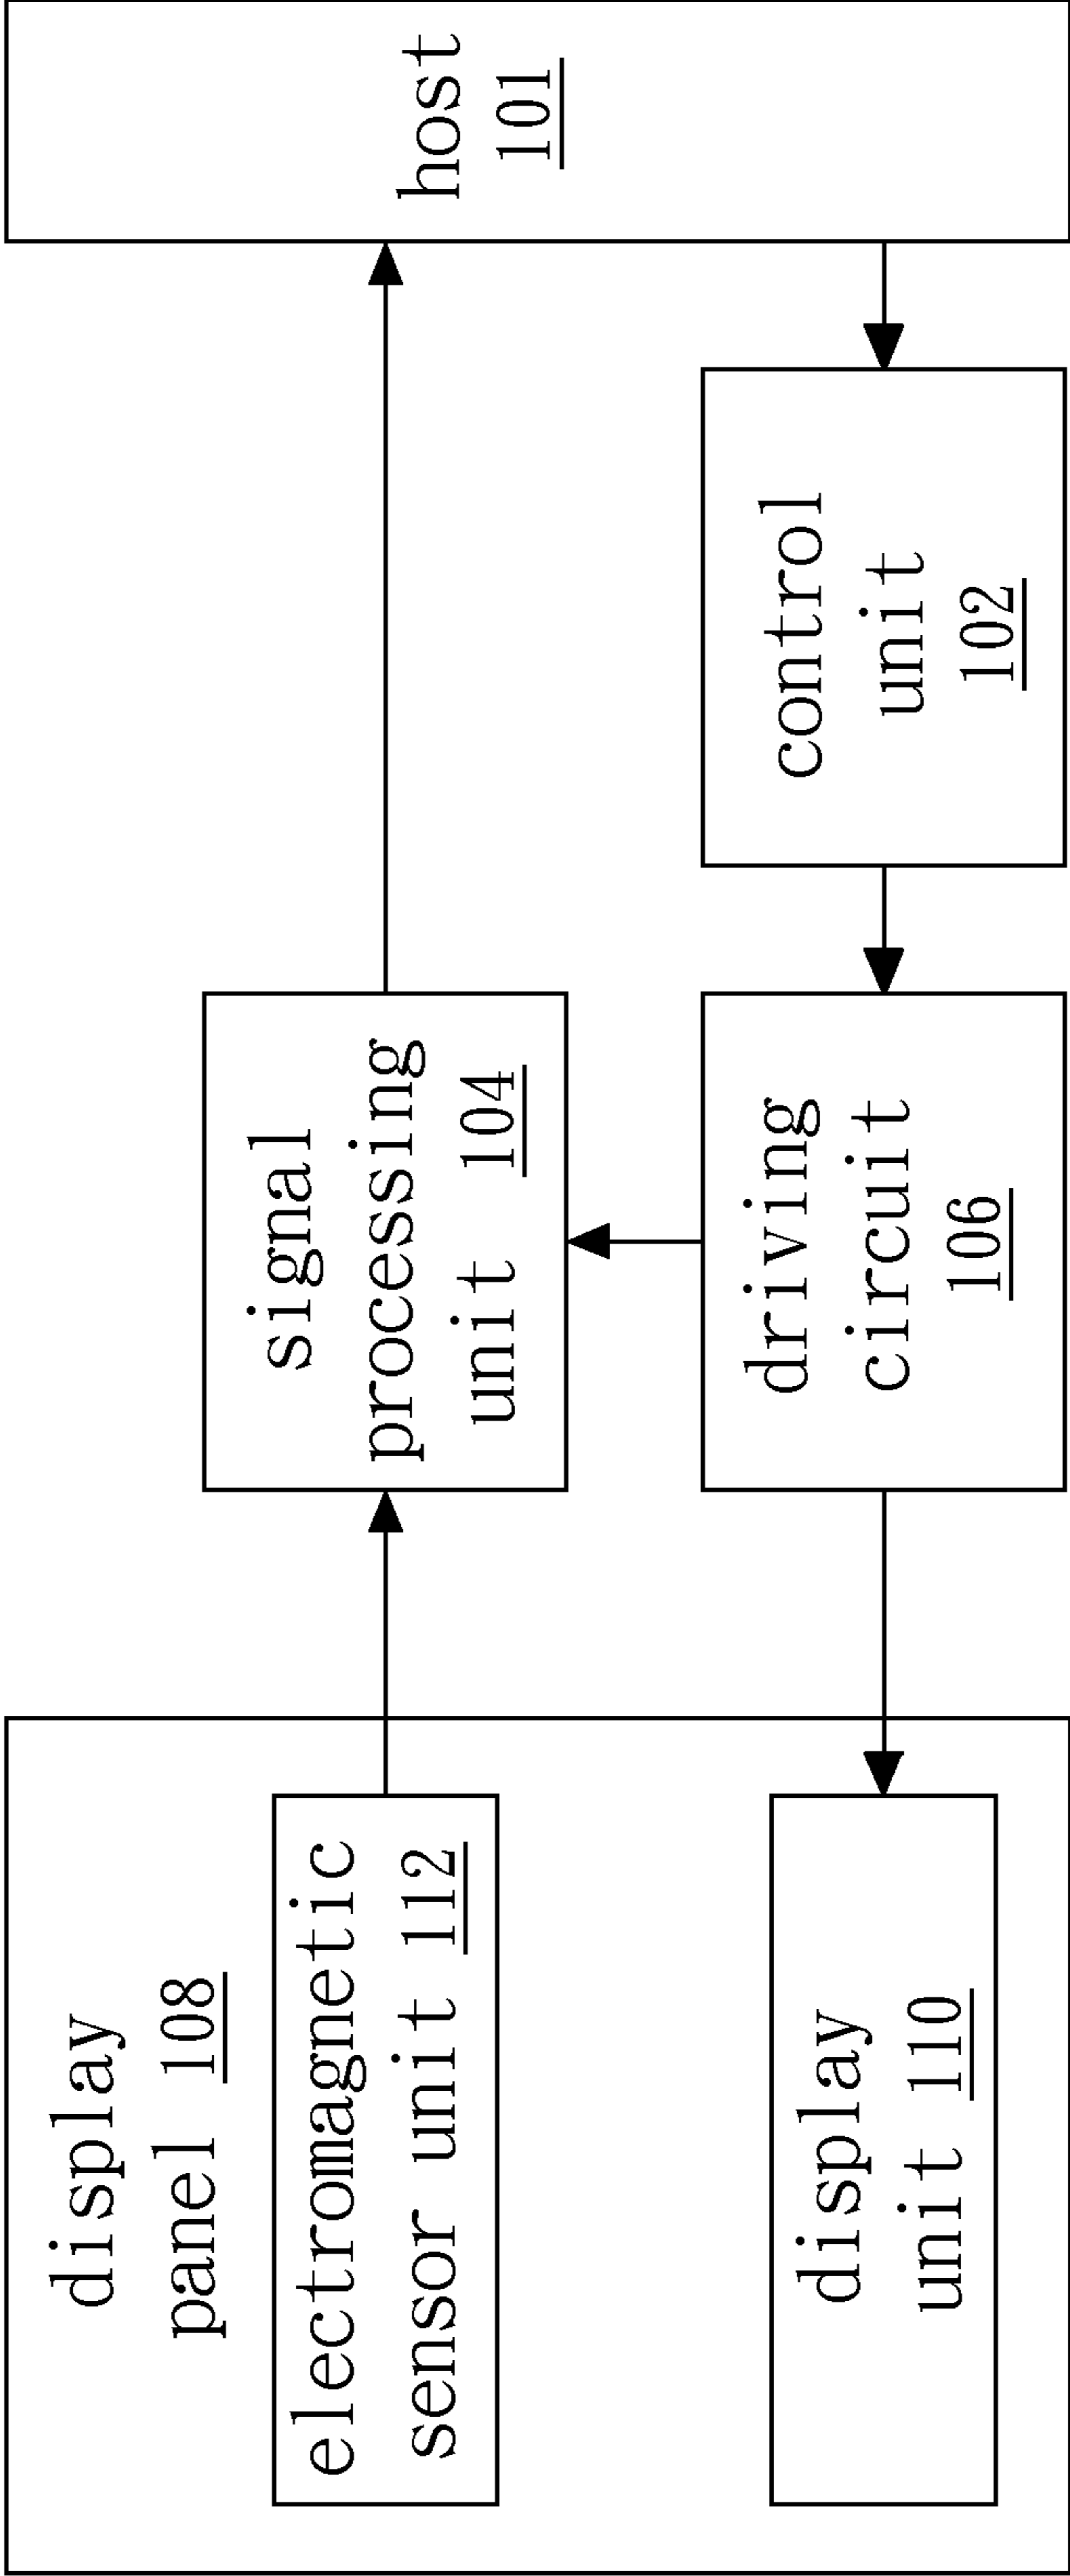 display
panel 108
electromagnetic
sensor unit 112
display
unit 110
signal
processing
unit 104
driving
circuit
106
control
unit
102
host
101